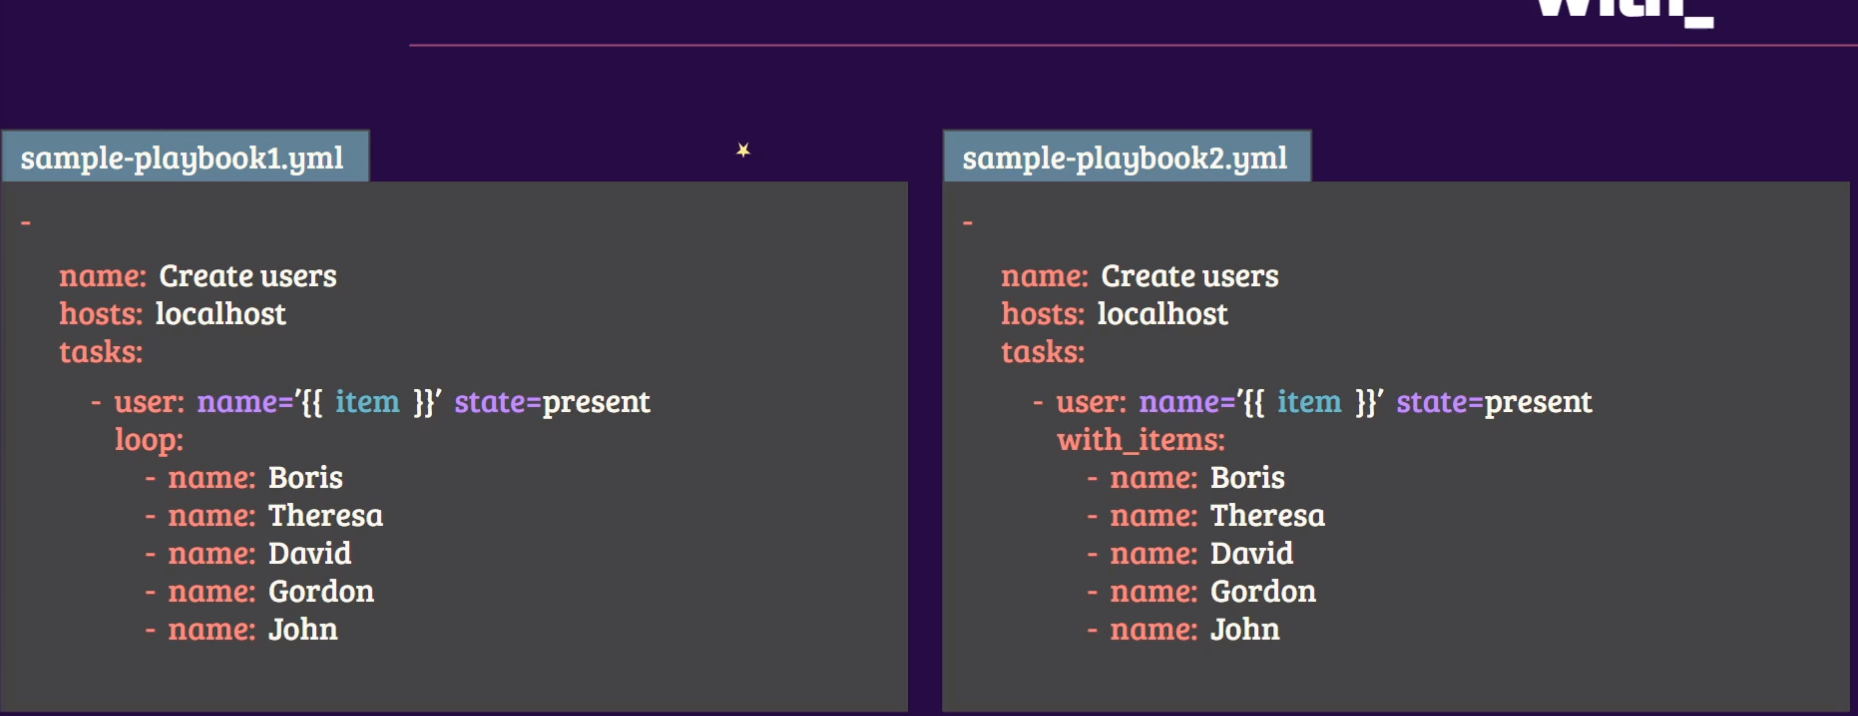 with_
sample-playbook1.yml
-
name: Create users
hosts: localhost
tasks:
- user: name='{{ item }}' state=present
loop:
- name: Boris
- name: Theresa
- name: David
- name: Gordon
- name: John
sample-playbook2.yml
-
name: Create users
hosts: localhost
tasks:
- user: name='{{ item }}' state=present
with_items:
- name: Boris
- name: Theresa
- name: David
- name: Gordon
- name: John